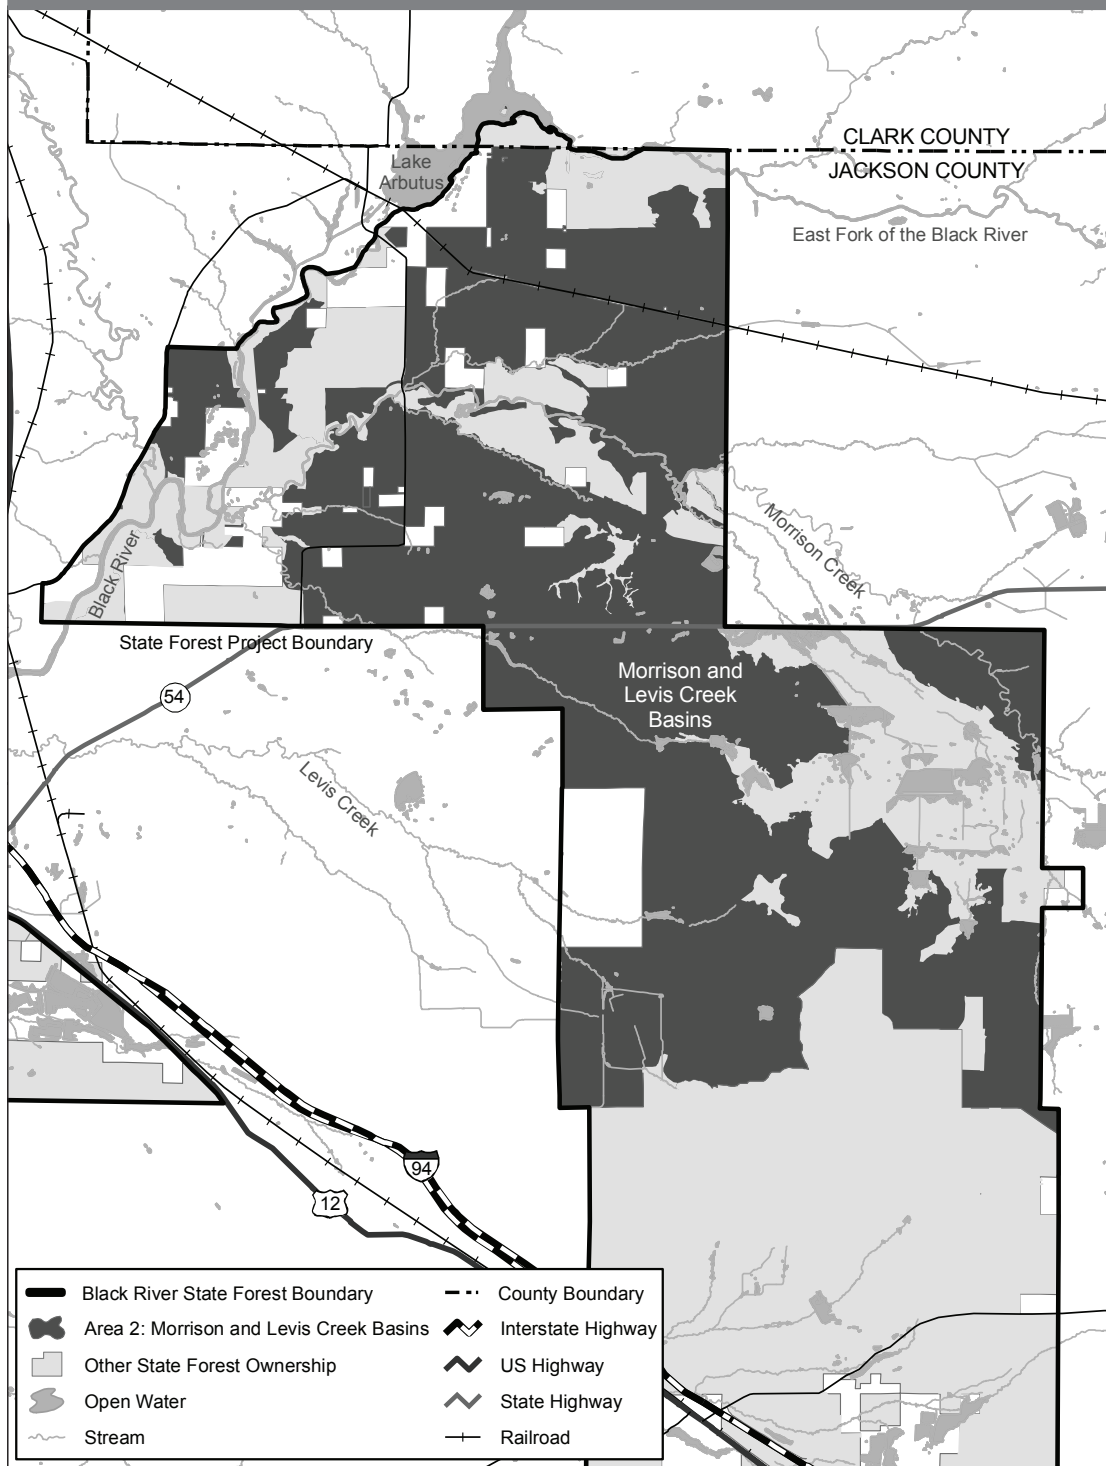 CLARK COUNTY
JACKSON COUNTY
Lake
Arbutus
East Fork of the Black River
Morrison Creek
Black River
State Forest Project Boundary
54
Morrison and
Levis Creek
Basins
Levis Creek
94
12
Black River State Forest Boundary
Area 2: Morrison and Levis Creek Basins
Other State Forest Ownership
Open Water
Stream
County Boundary
Interstate Highway
US Highway
State Highway
Railroad